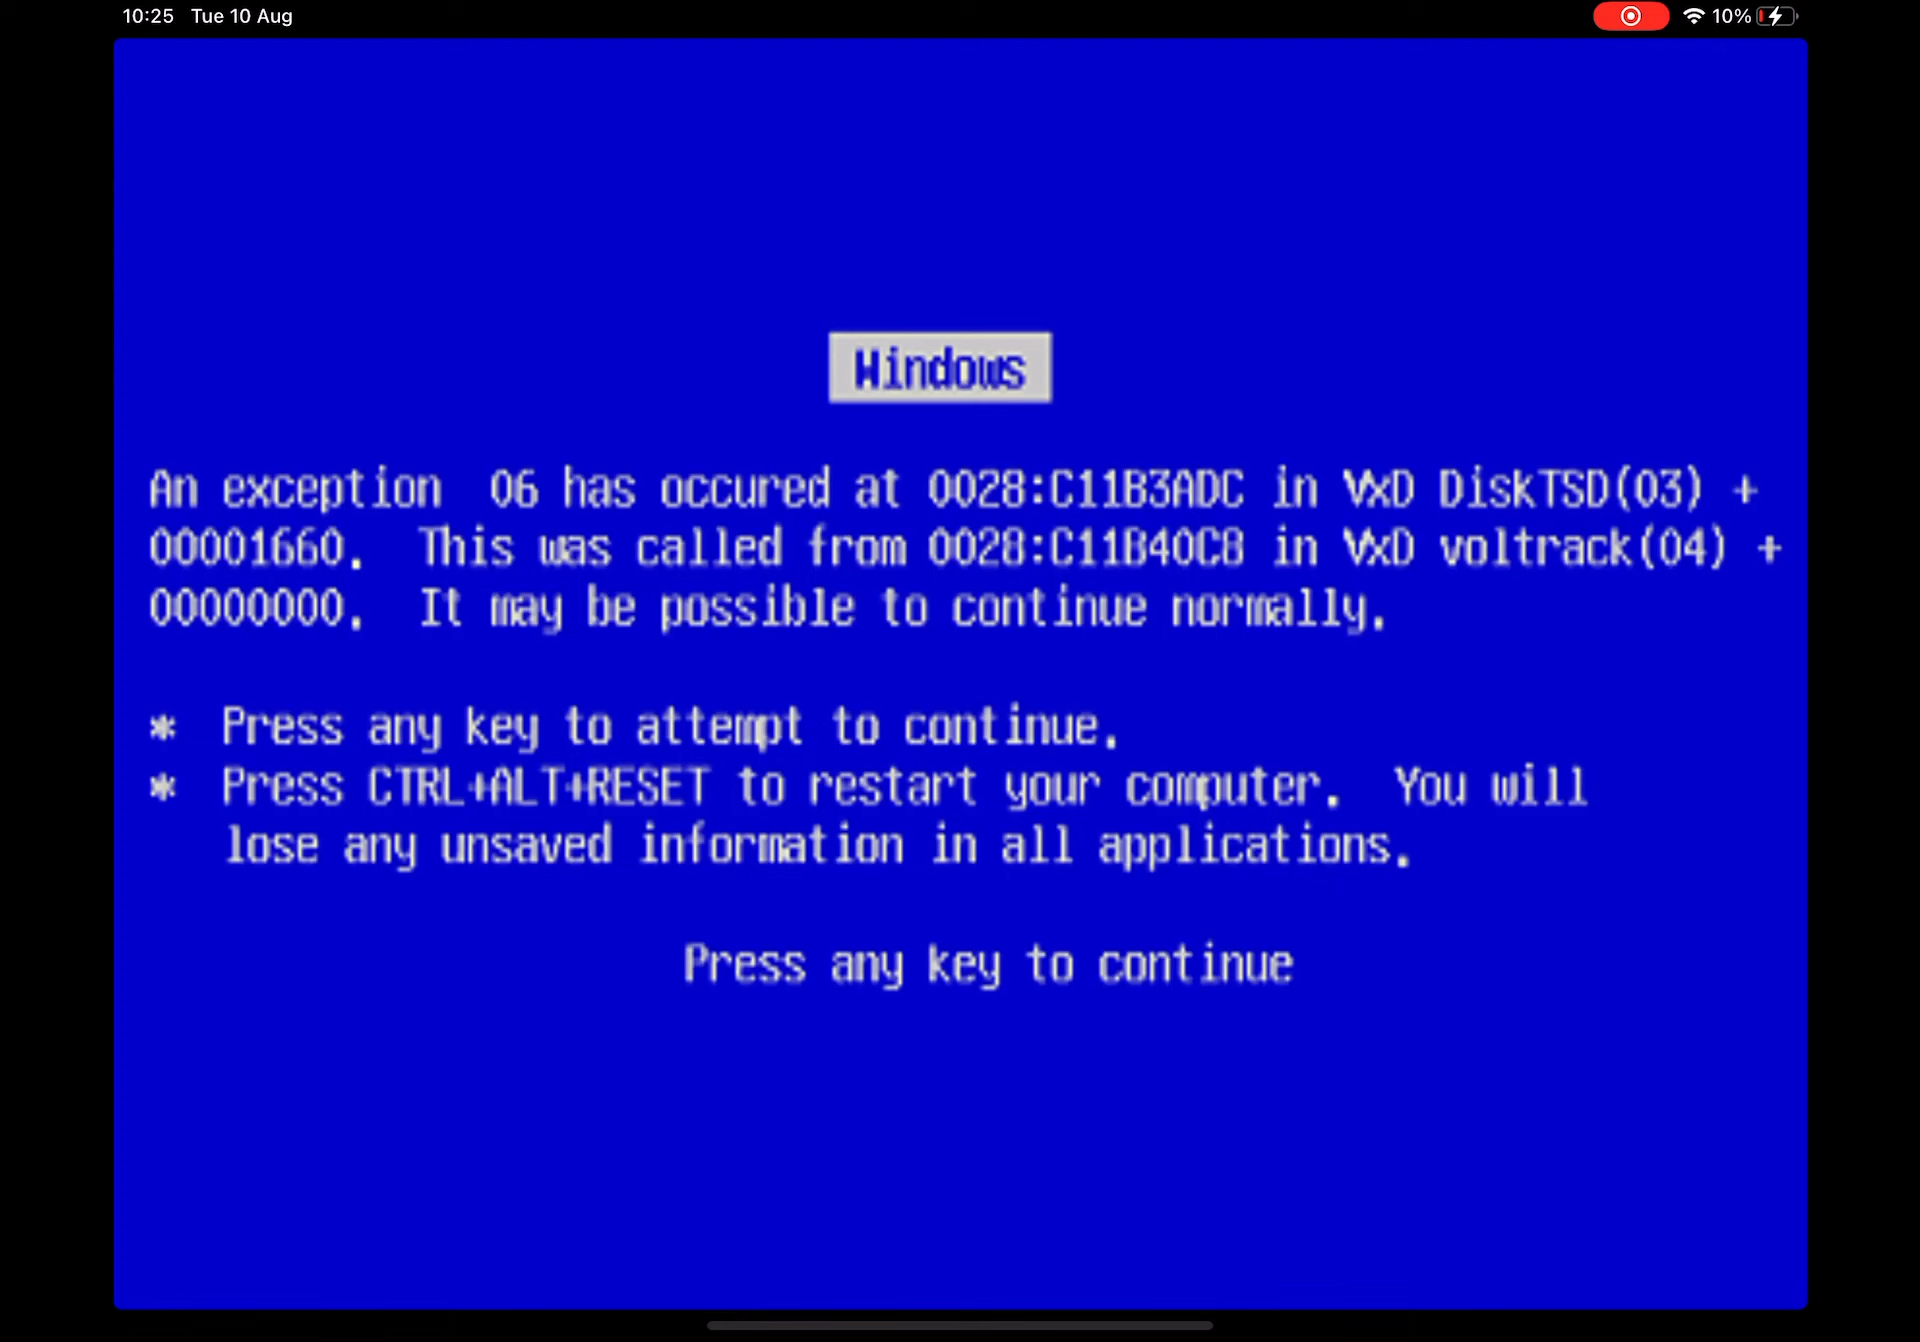 10:25 Tue 10 Aug 10%
Windows
An exception 06 has occured at 0028:C11B3ADC in VxD DiskTSD(03) +
00001660. This was called from 0028:C11B40C8 in VxD voltrack(04) +
00000000. It may be possible to continue normally.
* Press any key to attempt to continue.
* Press CTRL+ALT+RESET to restart your computer. You will
lose any unsaved information in all applications.
Press any key to continue